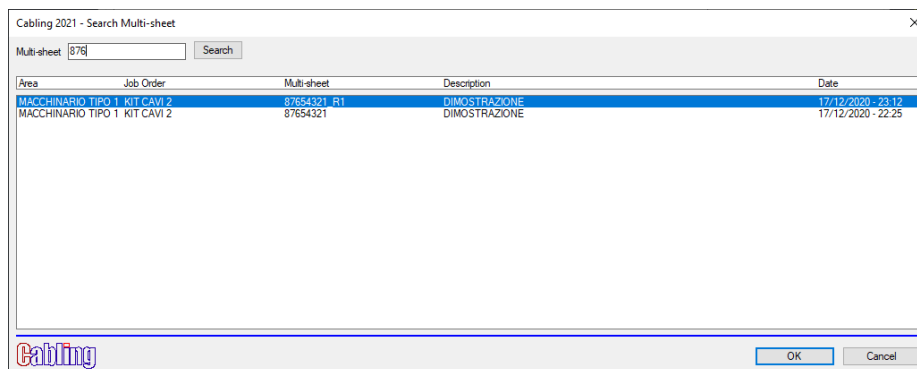 Cabling 2021 - Search Multi-sheet
Multi-sheet 876 Search
Area Job Order Multi-sheet Description Date
MACCHINARIO TIPO 1 KIT CAVI 2 87654321_R1 DIMOSTRAZIONE 17/12/2020 - 23:12
MACCHINARIO TIPO 1 KIT CAVI 2 87654321 DIMOSTRAZIONE 17/12/2020 - 22:25
Cabling OK Cancel